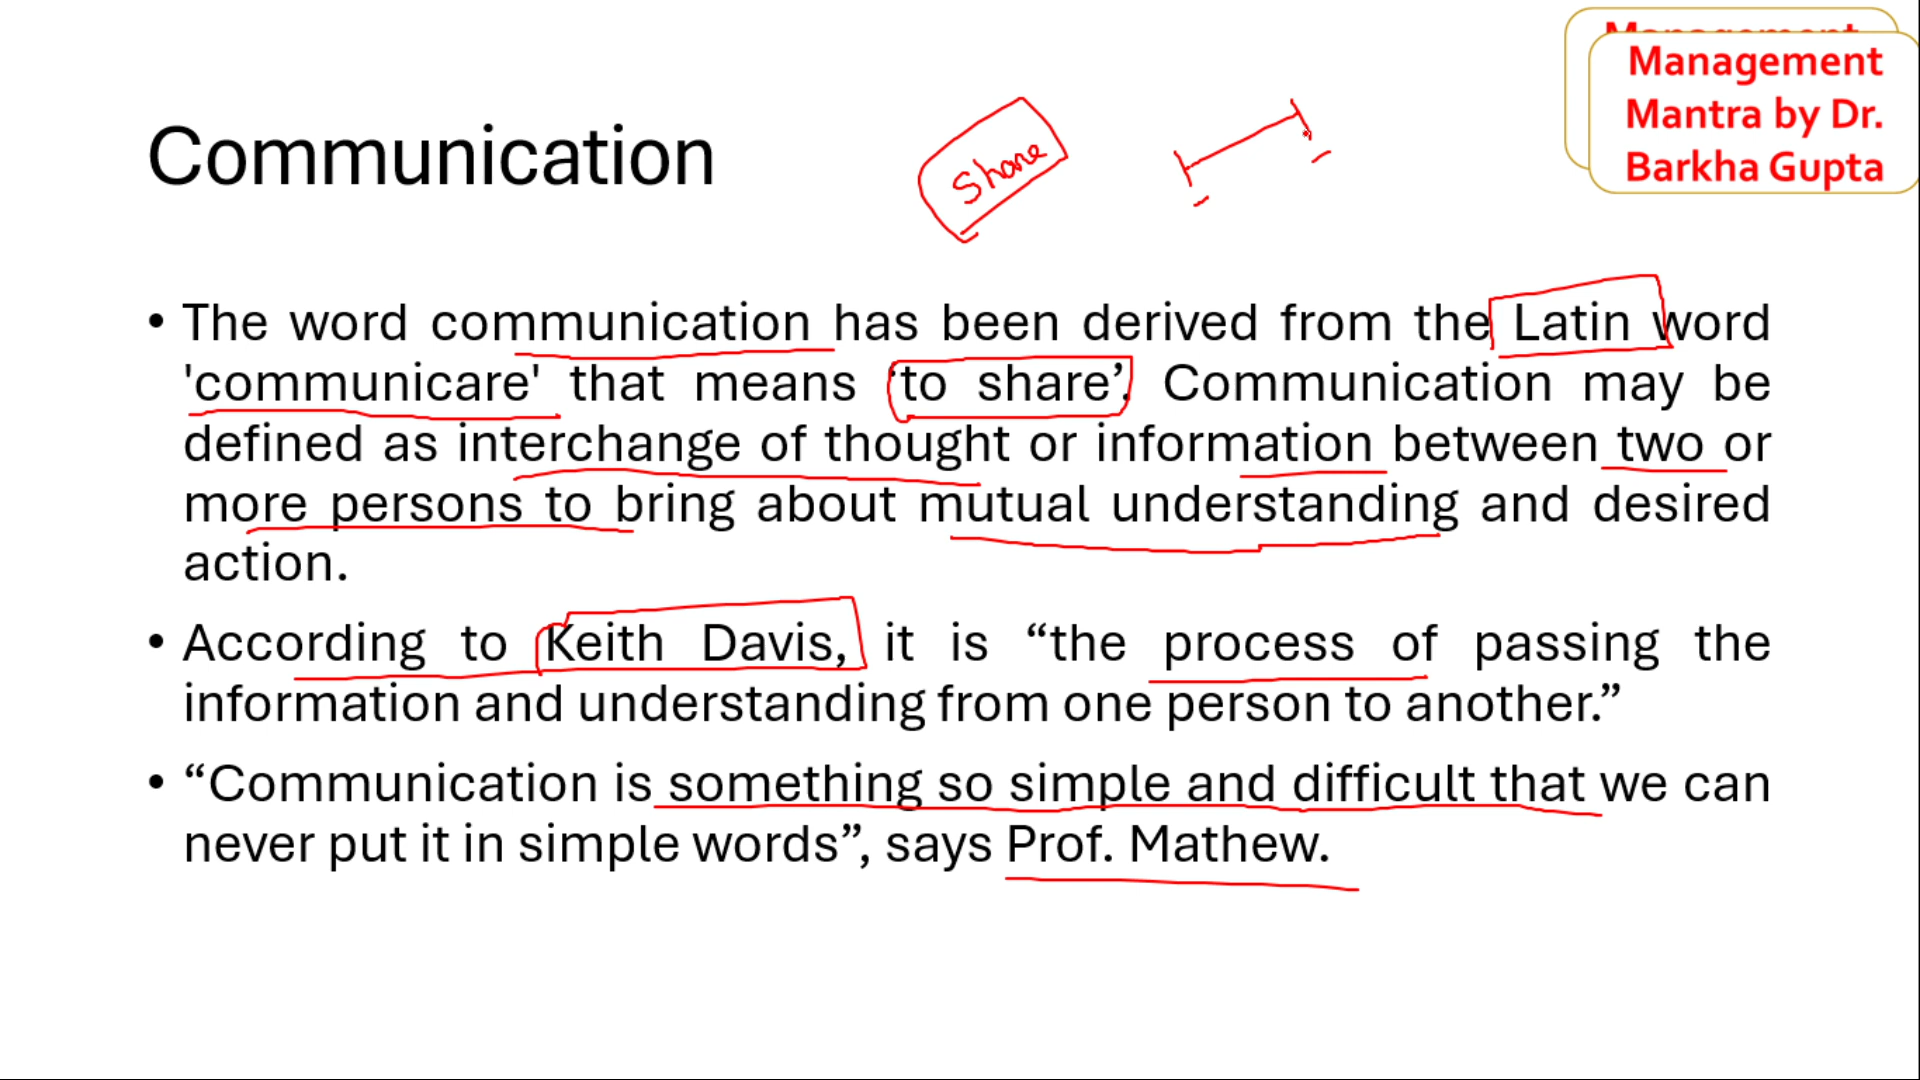 Management
Management
Mantra by Dr.
Barkha Gupta
Communication
Share
• The word communication has been derived from the Latin word
'communicare' that means ‘to share’. Communication may be
defined as interchange of thought or information between two or
more persons to bring about mutual understanding and desired
action.
• According to Keith Davis, it is “the process of passing the
information and understanding from one person to another.”
• “Communication is something so simple and difficult that we can
never put it in simple words”, says Prof. Mathew.